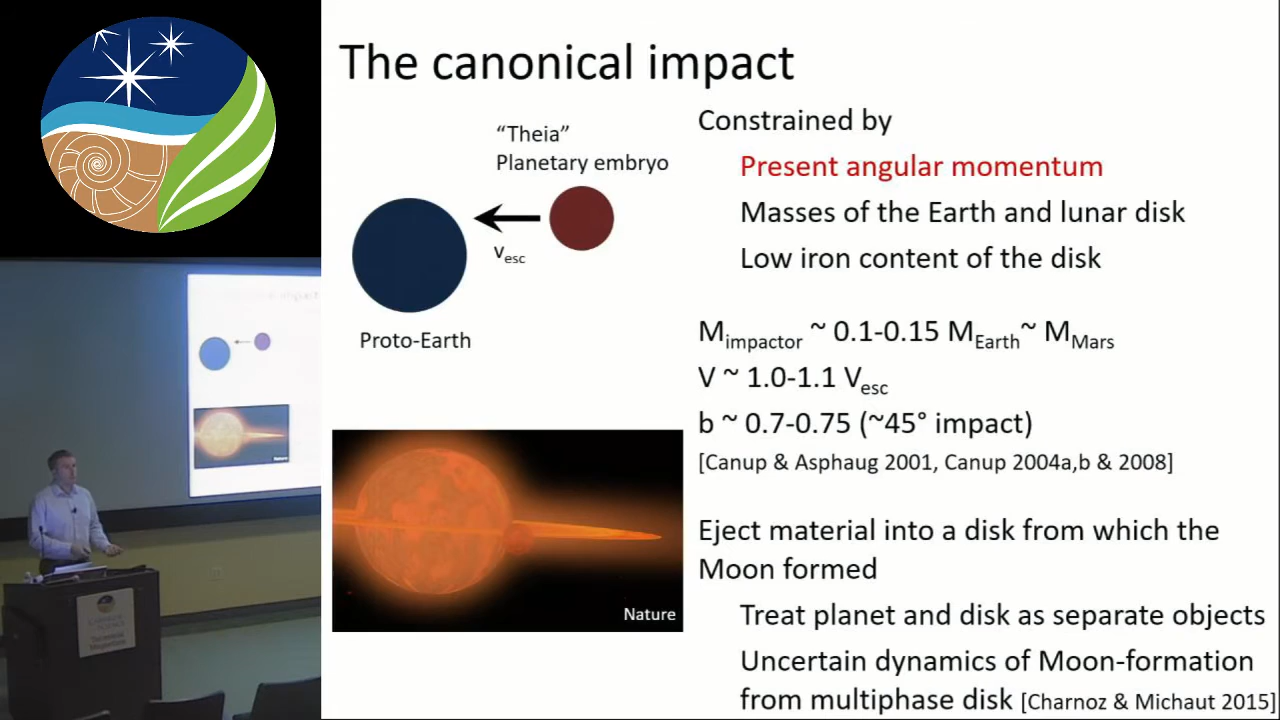 The canonical impact
“Theia”
Planetary embryo
vesc
Proto-Earth
Constrained by
Present angular momentum
Masses of the Earth and lunar disk
Low iron content of the disk
Mimpactor ~ 0.1-0.15 MEarth~ MMars
V ~ 1.0-1.1 Vesc
b ~ 0.7-0.75 (~45° impact)
[Canup & Asphaug 2001, Canup 2004a,b & 2008]
Nature
Eject material into a disk from which the
Moon formed
Treat planet and disk as separate objects
Uncertain dynamics of Moon-formation
from multiphase disk [Charnoz & Michaut 2015]
Nature